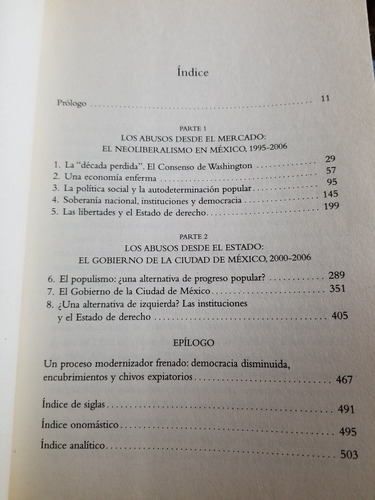 Índice
Prólogo 11
PARTE 1
LOS ABUSOS DESDE EL MERCADO:
EL NEOLIBERALISMO EN MÉXICO, 1995-2006
1. La “década perdida”. El Consenso de Washington 29
2. Una economía enferma 57
3. La política social y la autodeterminación popular 95
4. Soberanía nacional, instituciones y democracia 145
5. Las libertades y el Estado de derecho 199
PARTE 2
LOS ABUSOS DESDE EL ESTADO:
EL GOBIERNO DE LA CIUDAD DE MÉXICO, 2000-2006
6. El populismo: ¿una alternativa de progreso popular? 289
7. El Gobierno de la Ciudad de México 351
8. ¿Una alternativa de izquierda? Las instituciones
y el Estado de derecho 405
EPÍLOGO
Un proceso modernizador frenado: democracia disminuida,
encubrimientos y chivos expiatorios 467
Índice de siglas 491
Índice onomástico 495
Índice analítico 503